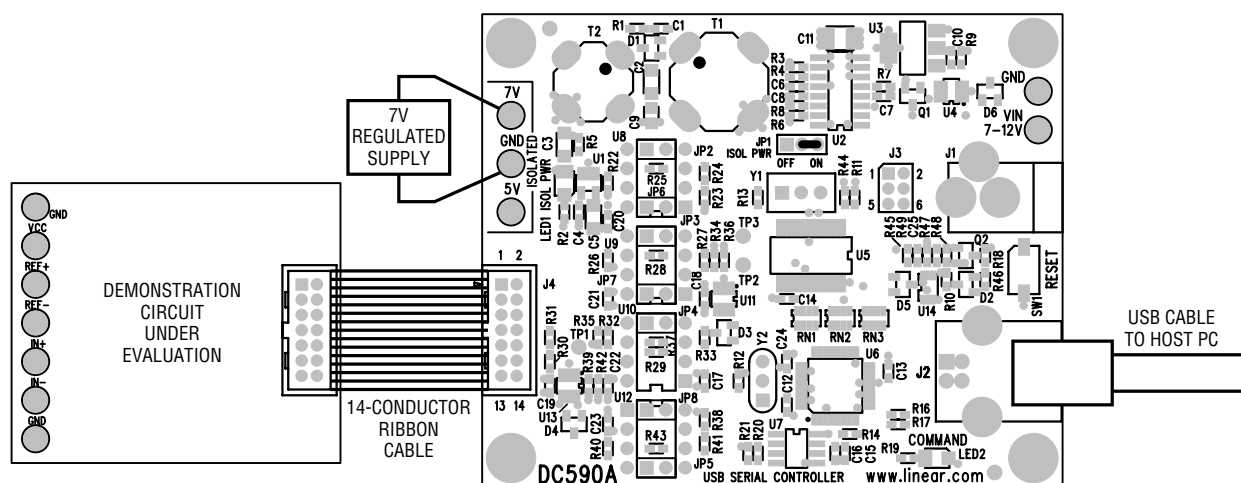 7V
REGULATED
SUPPLY
7V
GND
5V
ISOLATED
ISOL PWR
LED1
T2
R1
C1
D1
T1
C2
C9
C11
U3
C10
R9
R3
R4
C6
C8
R8
R6
U2
R7
C7
Q1
U4
D6
GND
VIN
7-12V
JP1
ISOL PWR
OFF
ON
C3
R5
U1
R22
U8
JP2
R25
JP6
R24
R23
R2
C4
C5
C20
JP3
U9
R26
R28
R27
R34
R36
TP3
Y1
R13
R44
R11
J3
1
2
5
6
J1
U5
R45
R49
C25
R47
R48
Q2
R18
R46
D2
R10
U14
D5
SW1
RESET
JP7
C21
U10
C18
TP2
U11
C14
RN1
RN2
RN3
DEMONSTRATION
CIRCUIT
UNDER
EVALUATION
GND
VCC
REF+
REF-
IN+
IN-
GND
14-CONDUCTOR
RIBBON
CABLE
1 2
J4
13 14
R31
R30
R35
R32
TP1
R39
R42
C22
C19
U13
D4
JP4
R37
R29
R33
D3
C17
R12
Y2
C24
C12
U6
C13
J2
USB CABLE
TO HOST PC
U12
JP8
C23
R40
R43
R38
R41
JP5
R21
R20
U7
R14
C16
C15
R16
R17
COMMAND
R19
LED2
DC590A
USB SERIAL CONTROLLER
www.linear.com